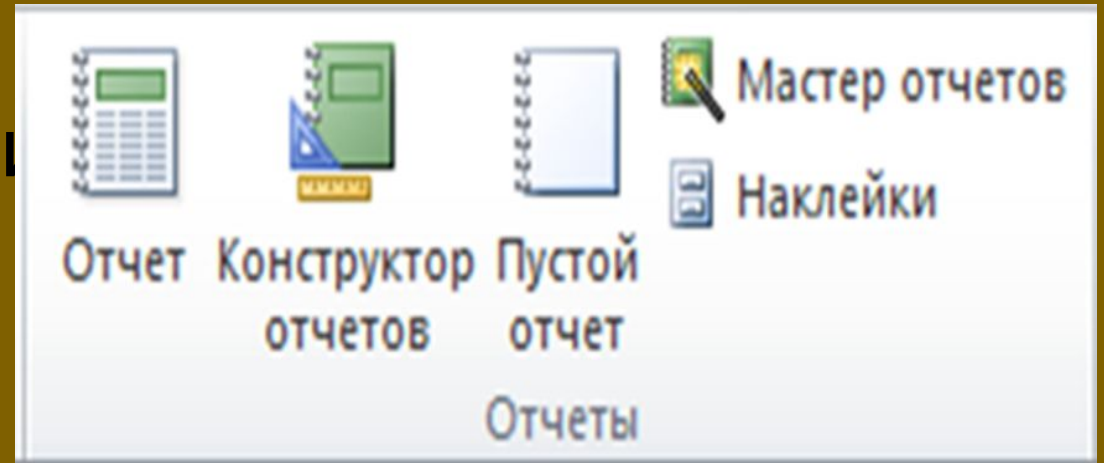 Отчет
Конструктор
отчетов
Пустой
отчет
Мастер отчетов
Наклейки
Отчеты